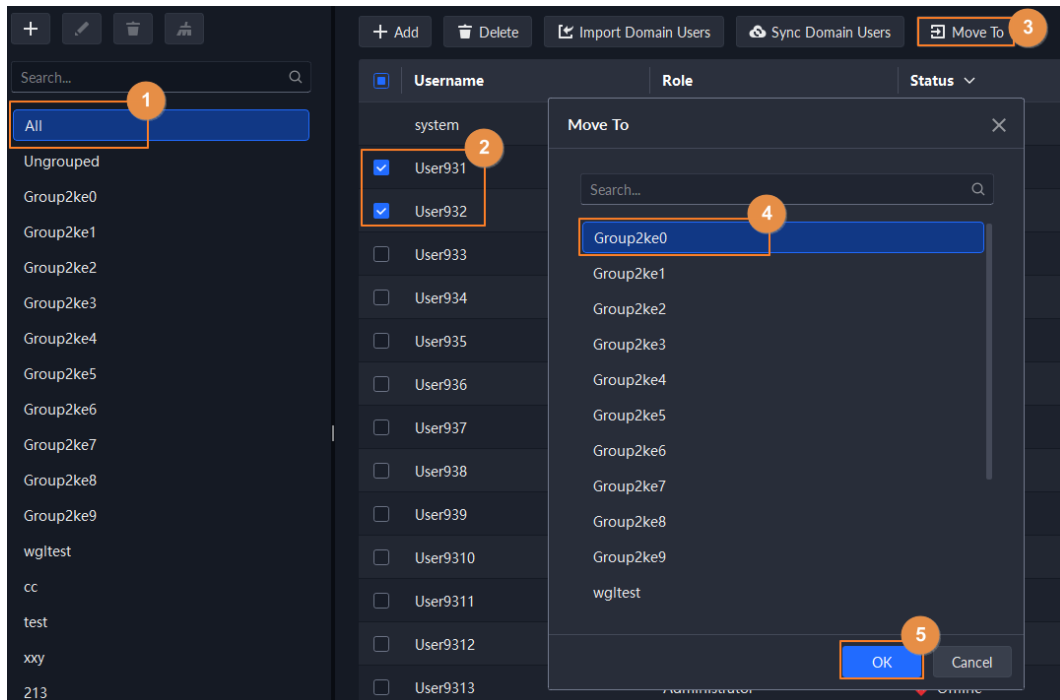 Add
Delete
Import Domain Users
Sync Domain Users
Move To
3
Search...
Username
Role
Status
1
All
Ungrouped
Group2ke0
Group2ke1
Group2ke2
Group2ke3
Group2ke4
Group2ke5
Group2ke6
Group2ke7
Group2ke8
Group2ke9
wgltest
cc
test
xxy
213
system
2
User931
User932
User933
User934
User935
User936
User937
User938
User939
User9310
User9311
User9312
User9313
Administrator
Offline
Move To
Search...
4
Group2ke0
Group2ke1
Group2ke2
Group2ke3
Group2ke4
Group2ke5
Group2ke6
Group2ke7
Group2ke8
Group2ke9
wgltest
5
OK
Cancel